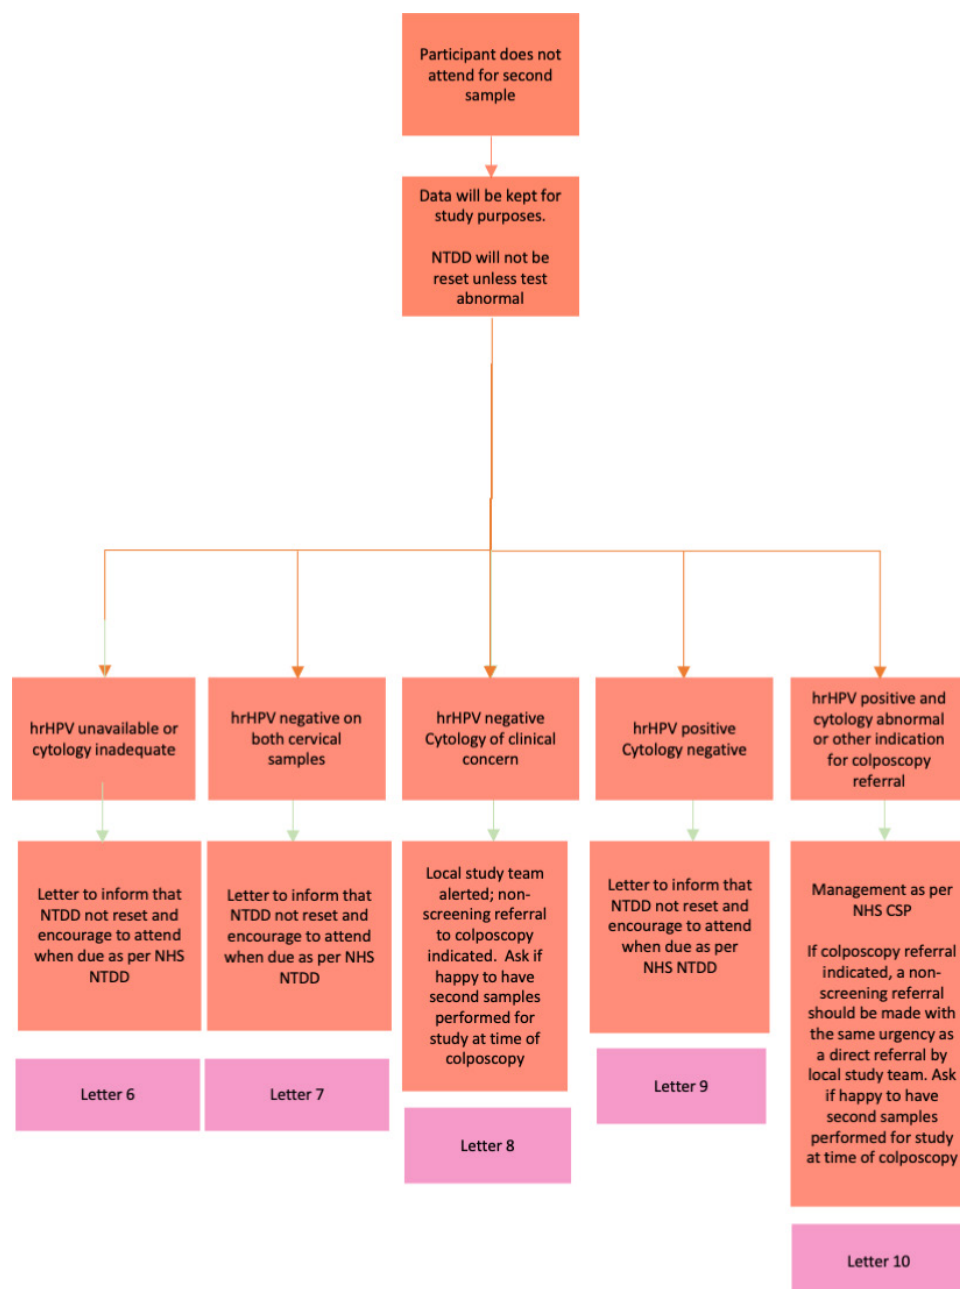 Participant does not
attend for second
sample
Data will be kept for
study purposes.
NTDD will not be
reset unless test
abnormal
hrHPV unavailable or
cytology inadequate
hrHPV negative on
both cervical
samples
hrHPV negative
Cytology of clinical
concern
hrHPV positive
Cytology negative
hrHPV positive and
cytology abnormal
or other indication
for colposcopy
referral
Letter to inform that
NTDD not reset and
encourage to attend
when due as per NHS
NTDD
Letter to inform that
NTDD not reset and
encourage to attend
when due as per NHS
NTDD
Local study team
alerted; non-
screening referral
to colposcopy
indicated. Ask if
happy to have
second samples
performed for
study at time of
colposcopy
Letter to inform that
NTDD not reset and
encourage to attend
when due as per
NHS NTDD
Management as per
NHS CSP
If colposcopy referral
indicated, a non-
screening referral
should be made with
the same urgency as
a direct referral by
local study team. Ask
if happy to have
second samples
performed for study
at time of colposcopy
Letter 6
Letter 7
Letter 8
Letter 9
Letter 10